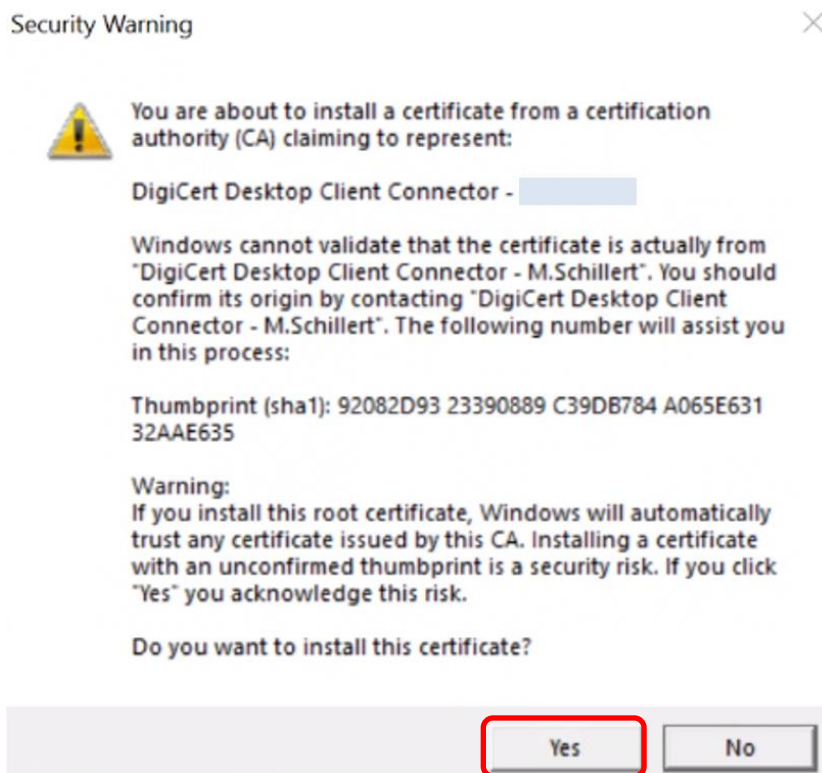 Security Warning
You are about to install a certificate from a certification
authority (CA) claiming to represent:
DigiCert Desktop Client Connector -
Windows cannot validate that the certificate is actually from
"DigiCert Desktop Client Connector - M.Schillert". You should
confirm its origin by contacting "DigiCert Desktop Client
Connector - M.Schillert". The following number will assist you
in this process:
Thumbprint (sha1): 92082D93 23390889 C39DB784 A065E631
32AAE635
Warning:
If you install this root certificate, Windows will automatically
trust any certificate issued by this CA. Installing a certificate
with an unconfirmed thumbprint is a security risk. If you click
"Yes" you acknowledge this risk.
Do you want to install this certificate?
Yes No